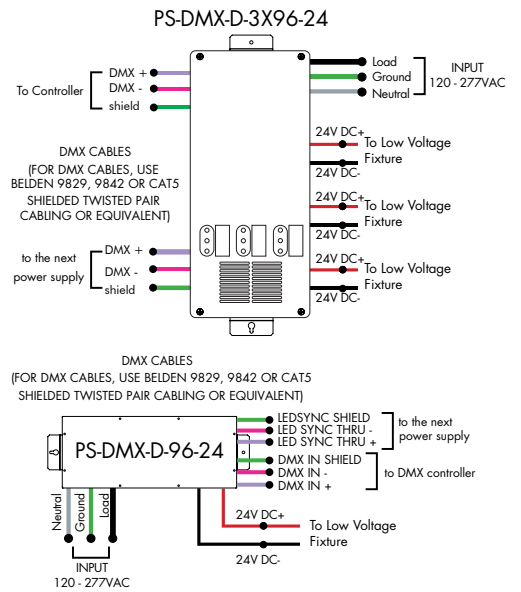 PS-DMX-D-3X96-24
DMX +
DMX -
shield
To Controller
Load
Ground
Neutral
INPUT
120 - 277VAC
DMX CABLES
(FOR DMX CABLES, USE
BELDEN 9829, 9842 OR CAT5
SHIELDED TWISTED PAIR
CABLING OR EQUIVALENT)
24V DC+
To Low Voltage
Fixture
24V DC-
24V DC+
To Low Voltage
Fixture
24V DC-
24V DC+
To Low Voltage
Fixture
24V DC-
to the next
power supply
DMX +
DMX -
shield
DMX CABLES
(FOR DMX CABLES, USE BELDEN 9829, 9842 OR CAT5
SHIELDED TWISTED PAIR CABLING OR EQUIVALENT)
PS-DMX-D-96-24
LEDSYNC SHIELD
LED SYNC THRU -
LED SYNC THRU +
to the next
power supply
DMX IN SHIELD
DMX IN -
DMX IN +
to DMX controller
Neutral
Ground
Load
INPUT
120 - 277VAC
24V DC+
To Low Voltage
Fixture
24V DC-